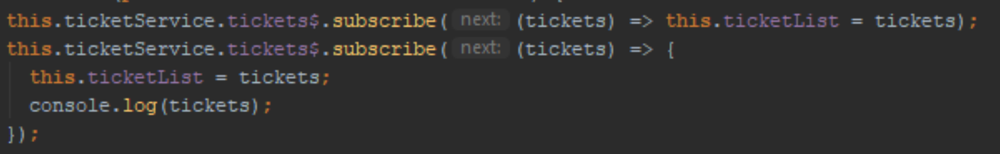 this.ticketService.tickets$.subscribe( next: (tickets) => this.ticketList = tickets);
this.ticketService.tickets$.subscribe( next: (tickets) => {
this.ticketList = tickets;
console.log(tickets);
});